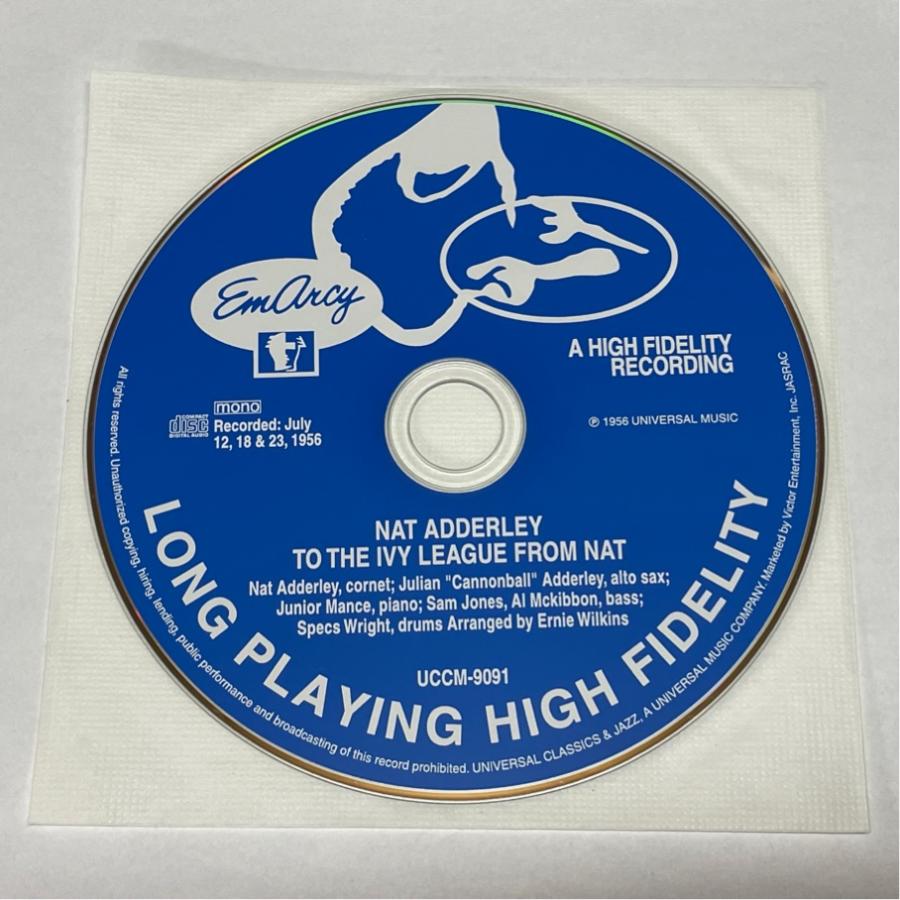 EmArcy
A HIGH FIDELITY
RECORDING
COMPACT
disc
DIGITAL AUDIO
mono
Recorded: July
12, 18 & 23, 1956
℗ 1956 UNIVERSAL MUSIC
NAT ADDERLEY
TO THE IVY LEAGUE FROM NAT
Nat Adderley, cornet; Julian "Cannonball" Adderley, alto sax;
Junior Mance, piano; Sam Jones, Al Mckibbon, bass;
Specs Wright, drums Arranged by Ernie Wilkins
UCCM-9091
LONG PLAYING HIGH FIDELITY
All rights reserved. Unauthorized copying, hiring, lending, public performance and broadcasting of this record prohibited. UNIVERSAL CLASSICS & JAZZ, A UNIVERSAL MUSIC COMPANY. Marketed by Victor Entertainment, Inc. JASRAC